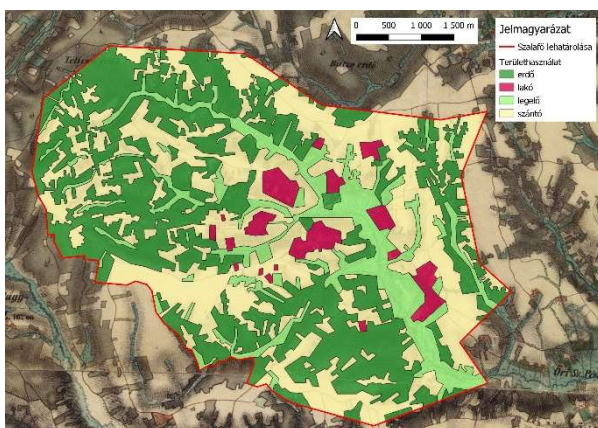 0 500 1 000 1 500 m
Jelmagyarázat
Szalafő lehatárolása
Területhasználat
erdő
lakó
legelő
szántó